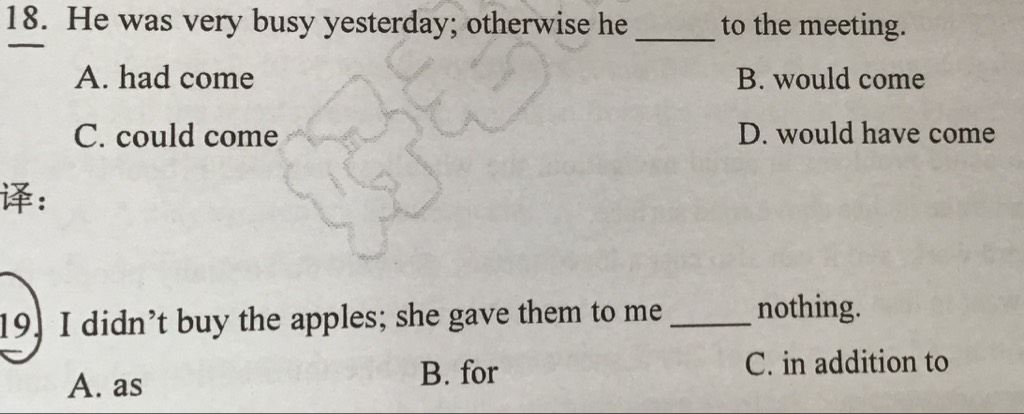 18. He was very busy yesterday; otherwise he _____ to the meeting.
A. had come B. would come
C. could come D. would have come
译：
19. I didn't buy the apples; she gave them to me _____ nothing.
A. as B. for C. in addition to